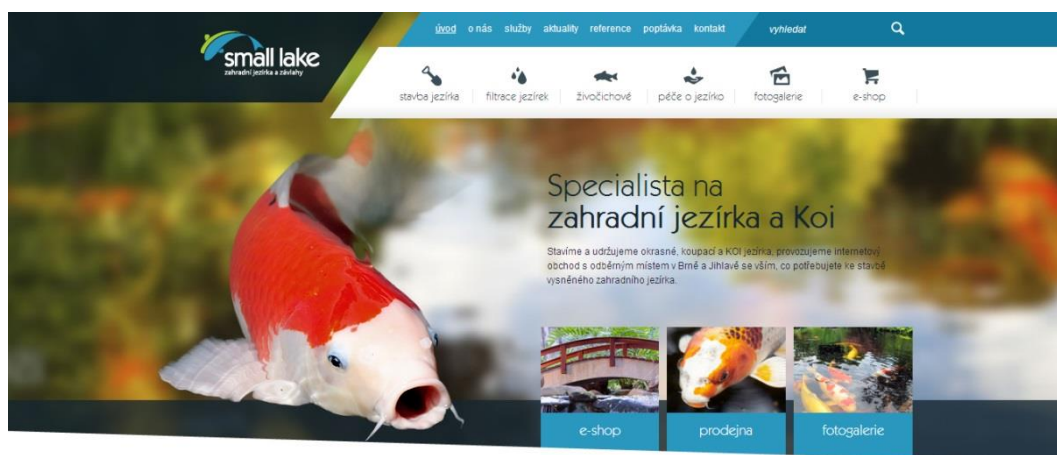 small lake
zahradní jezírka a závlahy
úvod o nás služby aktuality reference poptávka kontakt vyhledat
stavba jezírka filtrace jezírek živočichové péče o jezírko fotogalerie e-shop
Specialista na
zahradní jezírka a Koi
Stavíme a udržujeme okrasné, koupací a KOI jezírka, provozujeme internetový
obchod s odběrným místem v Brně a Jihlavě se vším, co potřebujete ke stavbě
vysněného zahradního jezírka.
e-shop prodejna fotogalerie